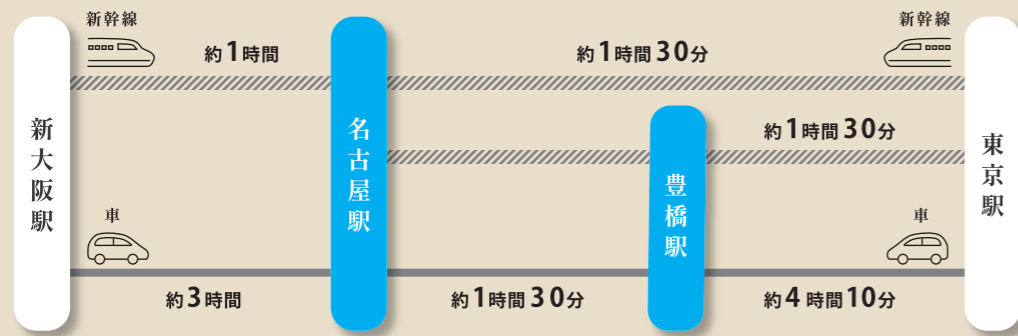 新幹線
新幹線
約1時間
約1時間30分
約1時間30分
新大阪駅
名古屋駅
豊橋駅
東京駅
車
車
約3時間
約1時間30分
約4時間10分